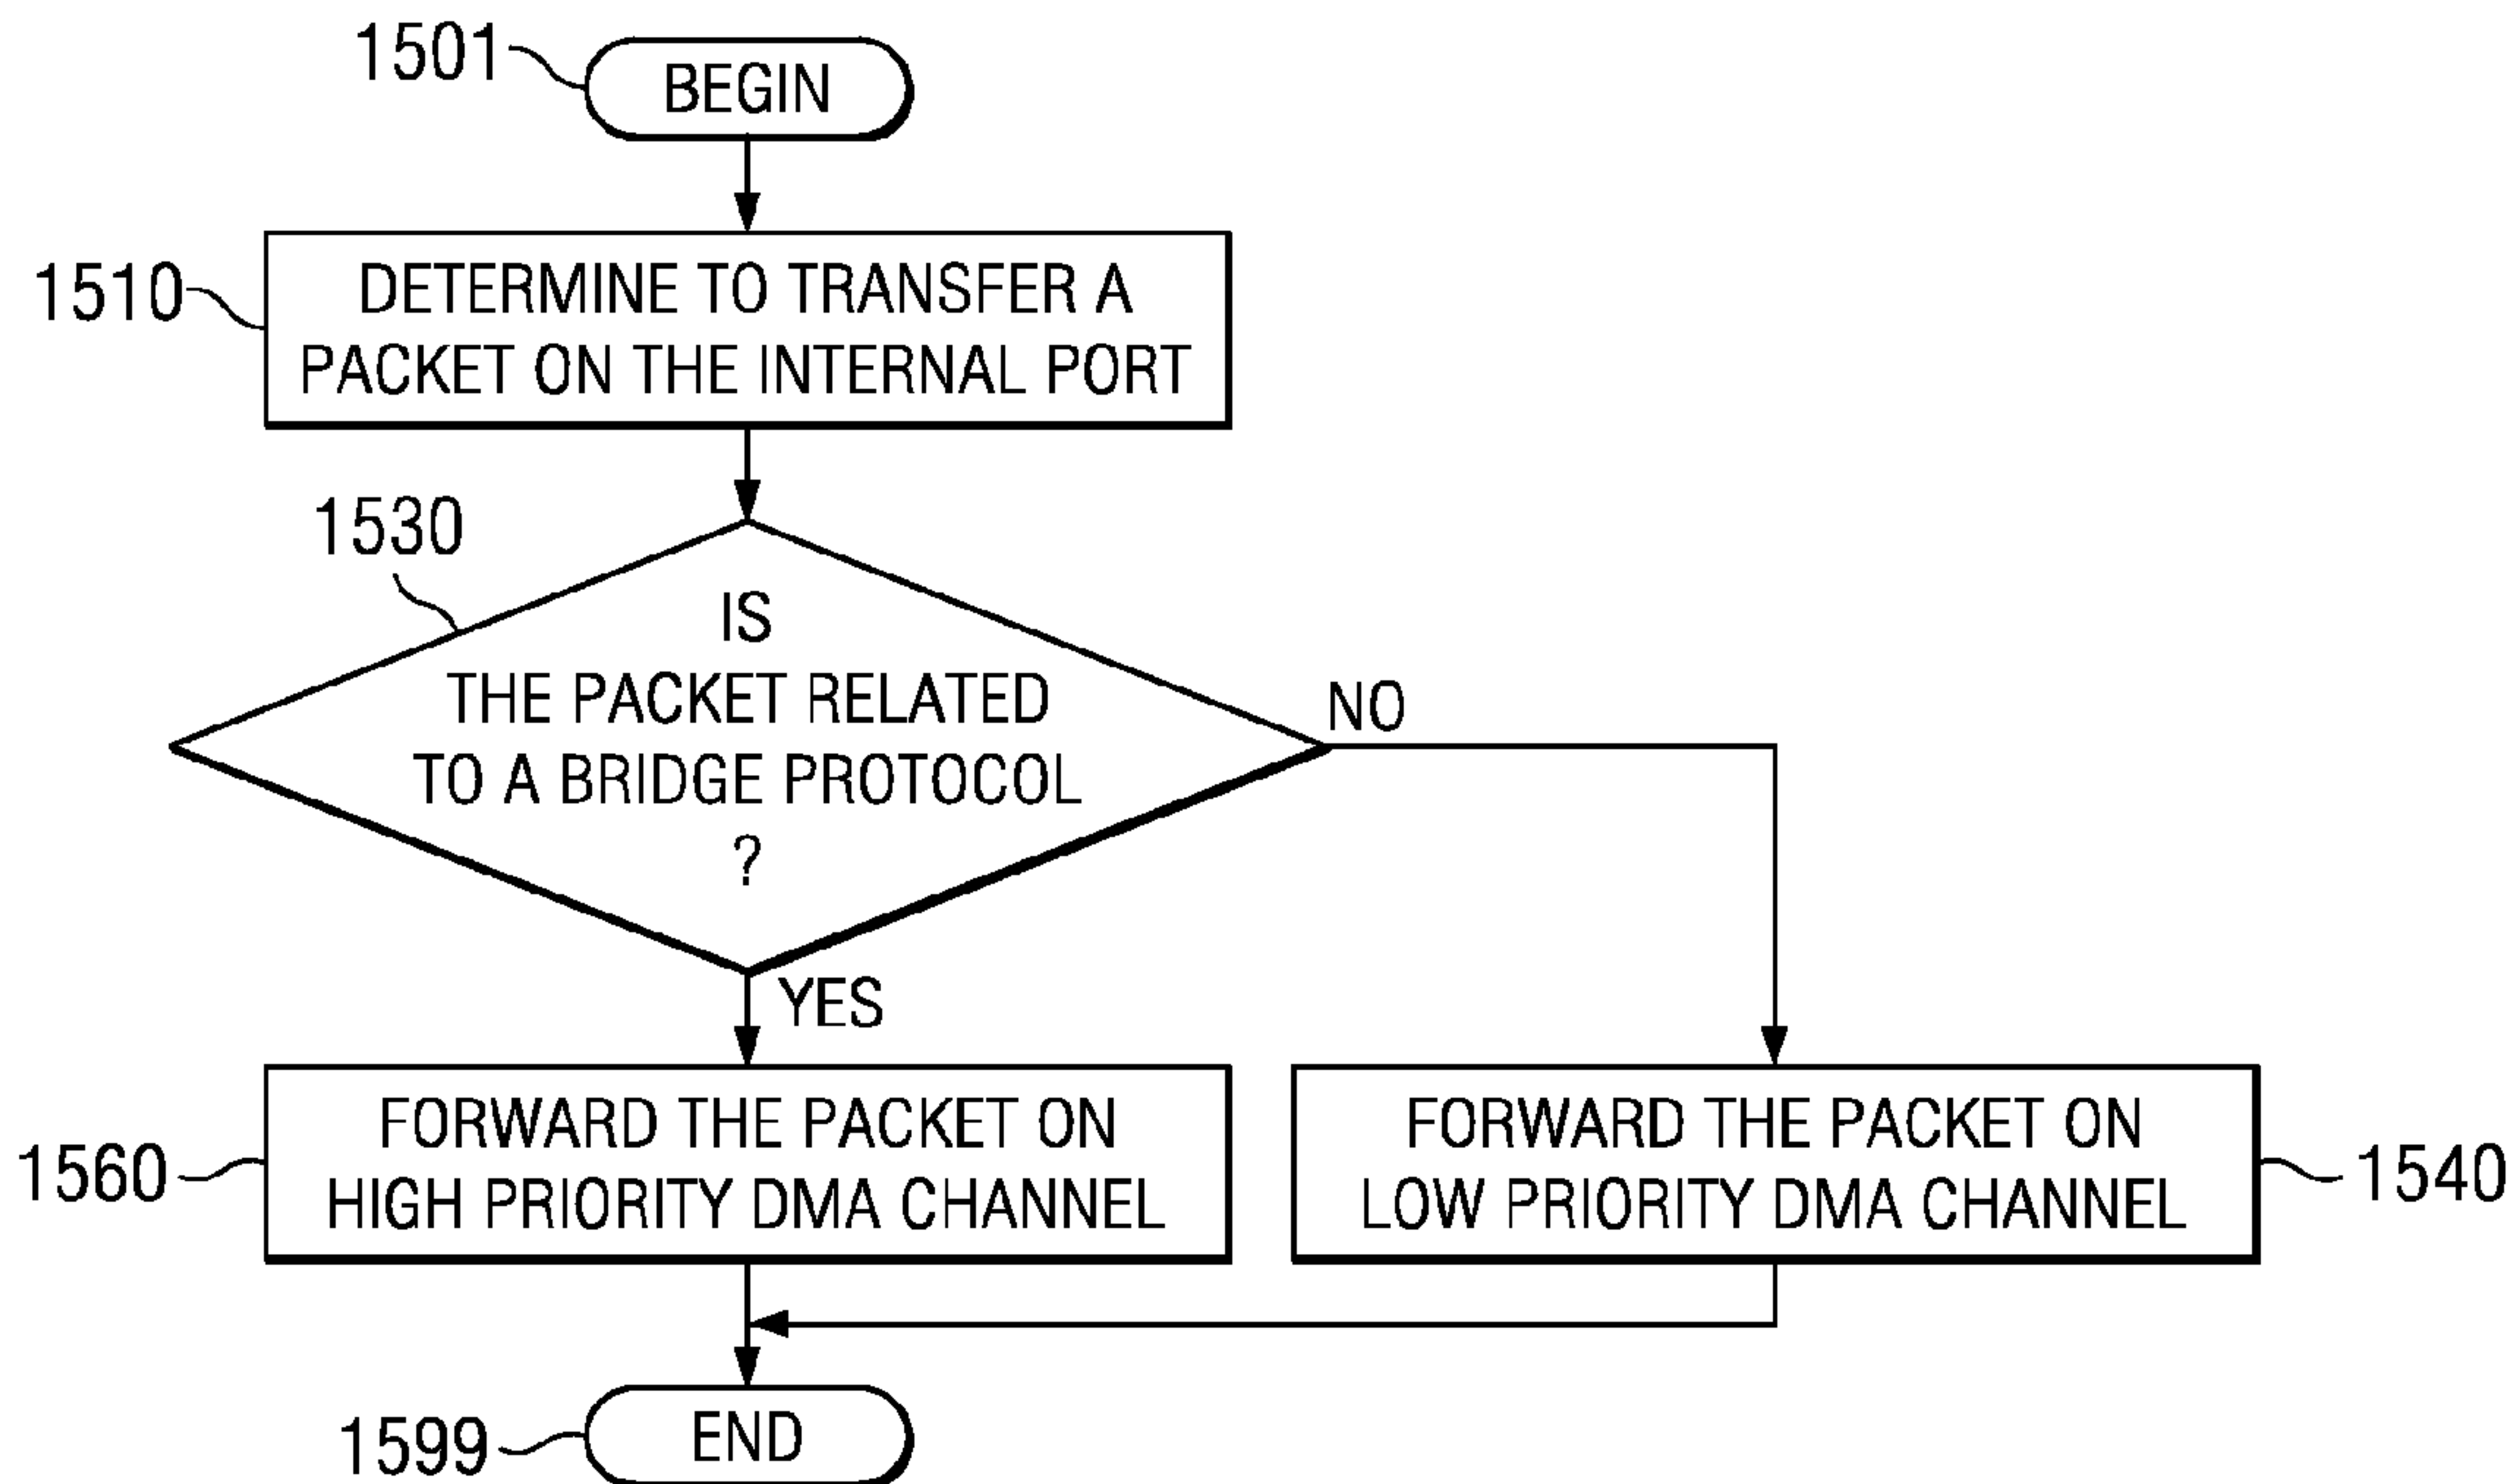 1501
BEGIN
1510
DETERMINE TO TRANSFER A
PACKET ON THE INTERNAL PORT
1530
IS
THE PACKET RELATED
TO A BRIDGE PROTOCOL
?
NO
YES
1560
FORWARD THE PACKET ON
HIGH PRIORITY DMA CHANNEL
FORWARD THE PACKET ON
LOW PRIORITY DMA CHANNEL
1540
1599
END